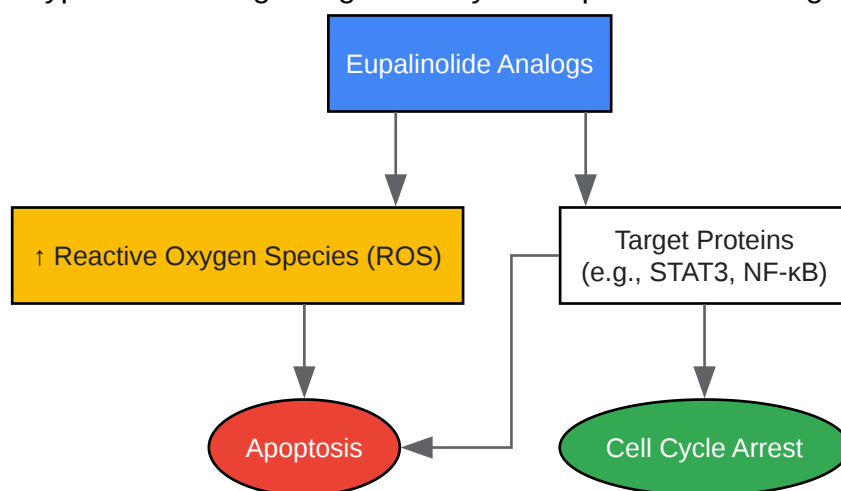 Eupalinolide Analogs
↑ Reactive Oxygen Species (ROS)
Target Proteins
(e.g., STAT3, NF-κB)
Apoptosis
Cell Cycle Arrest